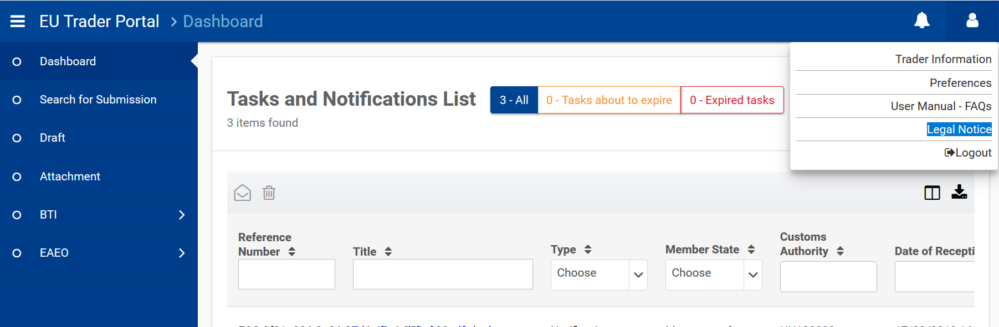 EU Trader Portal > Dashboard
Dashboard
Search for Submission
Draft
Attachment
BTI
EAEO
Trader Information
Preferences
User Manual - FAQs
Legal Notice
Logout
Tasks and Notifications List
3 - All
0 - Tasks about to expire
0 - Expired tasks
3 items found
Reference
Number
Title
Type
Member State
Customs
Authority
Date of Recepti
Choose
Choose